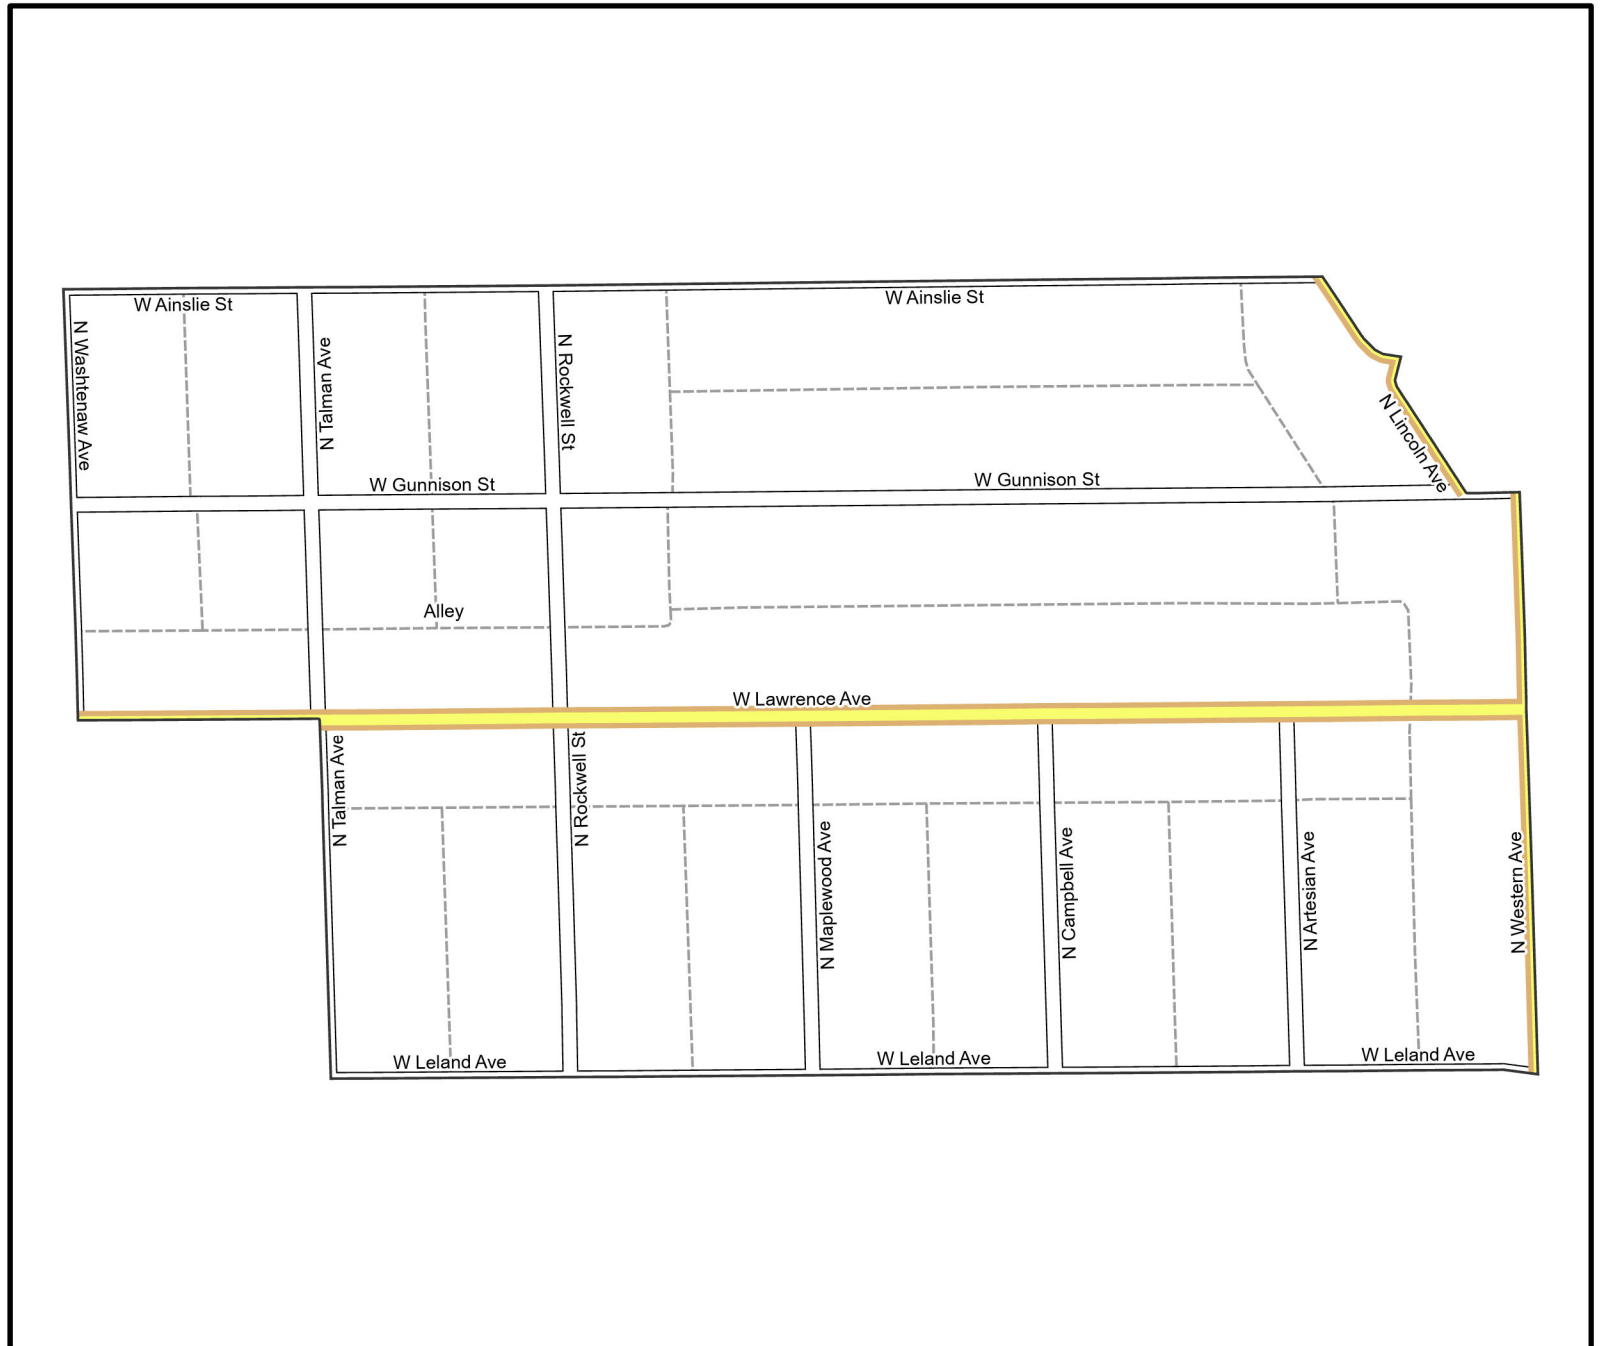 W Ainslie St
W Ainslie St
N Washtenaw Ave
N Talman Ave
N Rockwell St
N Lincoln Ave
W Gunnison St
W Gunnison St
Alley
W Lawrence Ave
N Talman Ave
N Rockwell St
N Maplewood Ave
N Campbell Ave
N Artesian Ave
N Western Ave
W Leland Ave
W Leland Ave
W Leland Ave